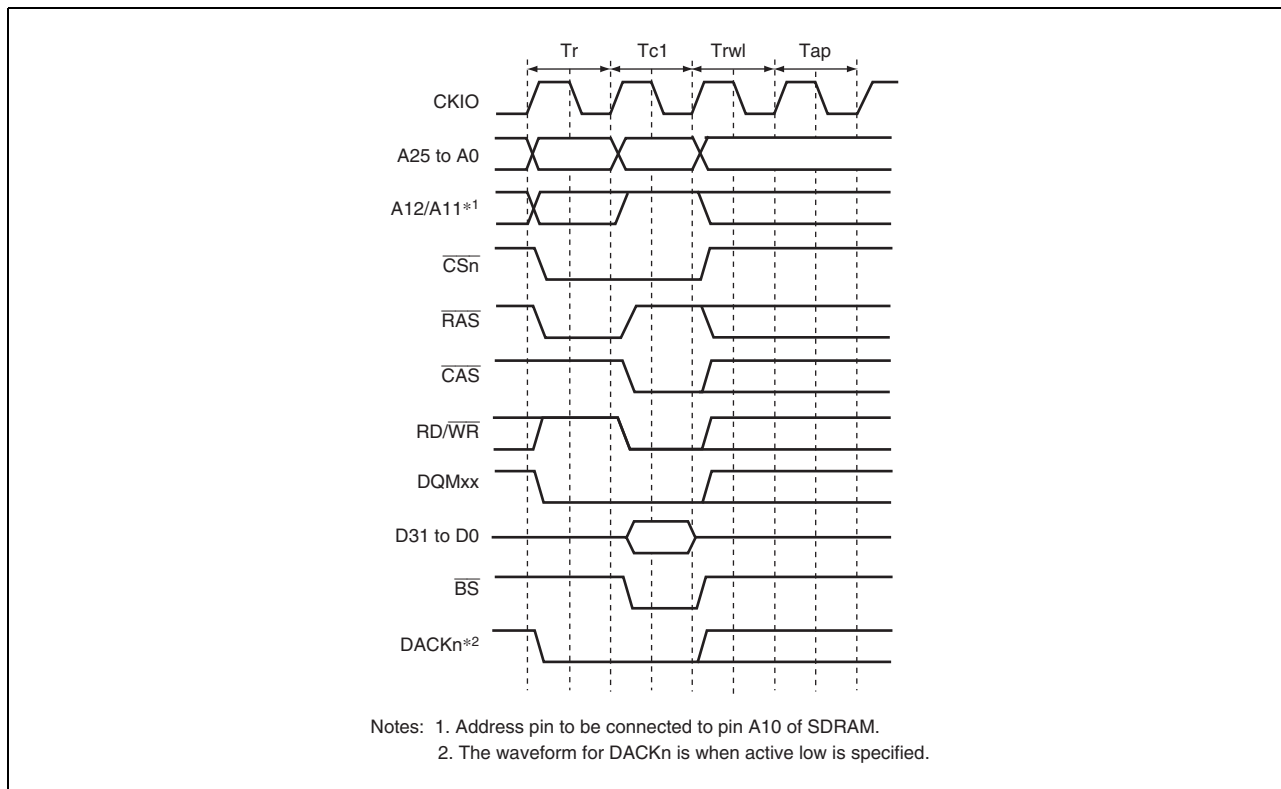 Tr Tc1 Trwl Tap
CKIO
A25 to A0
A12/A11*1
CSn
RAS
CAS
RD/WR
DQMxx
D31 to D0
BS
DACKn*2
Notes: 1. Address pin to be connected to pin A10 of SDRAM.
2. The waveform for DACKn is when active low is specified.